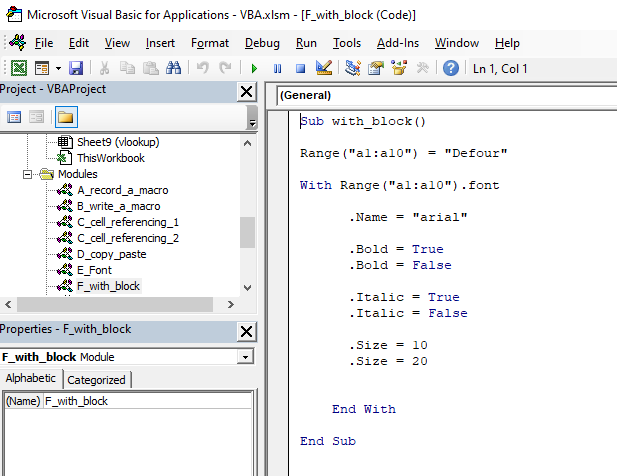 Microsoft Visual Basic for Applications - VBA.xlsm - [F_with_block (Code)]
File Edit View Insert Format Debug Run Tools Add-Ins Window Help
Ln 1, Col 1
Project - VBAProject
Sheet9 (vlookup)
ThisWorkbook
Modules
A_record_a_macro
B_write_a_macro
C_cell_referencing_1
C_cell_referencing_2
D_copy_paste
E_Font
F_with_block
Properties - F_with_block
F_with_block Module
Alphabetic Categorized
(Name) F_with_block
(General)
Sub with_block()
Range("a1:a10") = "Defour"
With Range("a1:a10").font
.Name = "arial"
.Bold = True
.Bold = False
.Italic = True
.Italic = False
.Size = 10
.Size = 20
End With
End Sub